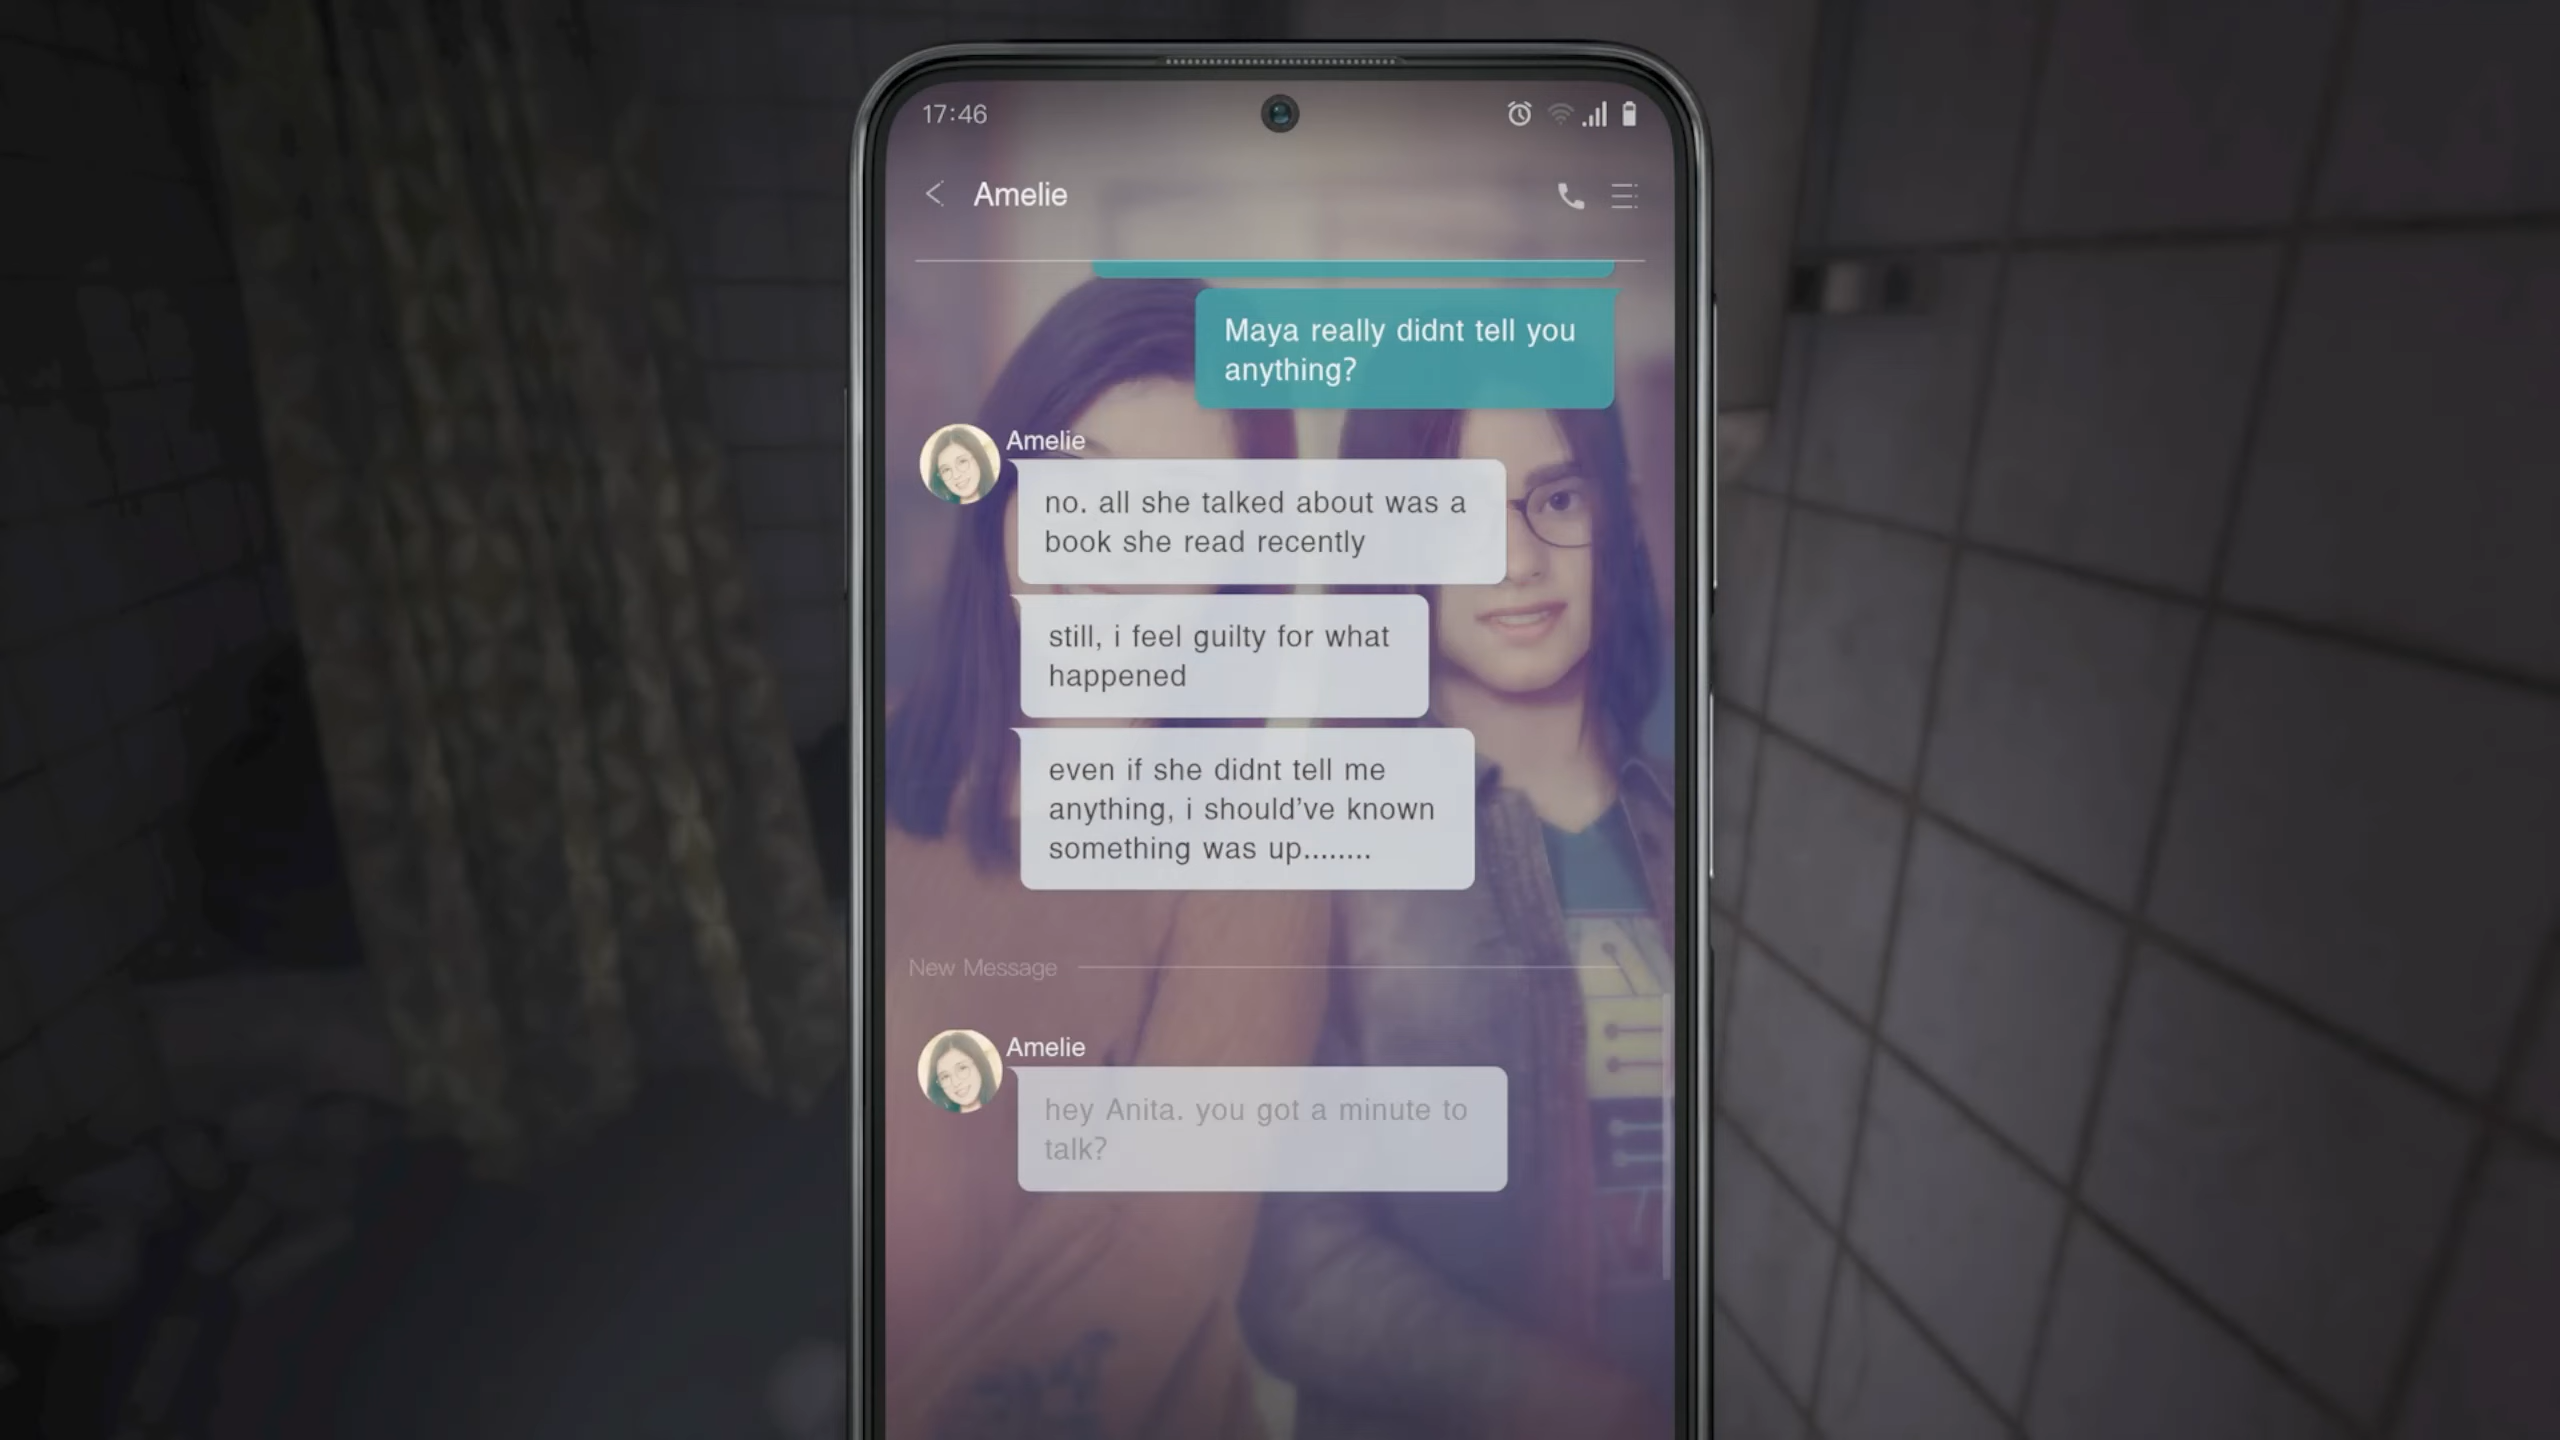 17:46
Amelie
Maya really didnt tell you
anything?
Amelie
no. all she talked about was a
book she read recently
still, i feel guilty for what
happened
even if she didnt tell me
anything, i should've known
something was up........
New Message
Amelie
hey Anita. you got a minute to
talk?